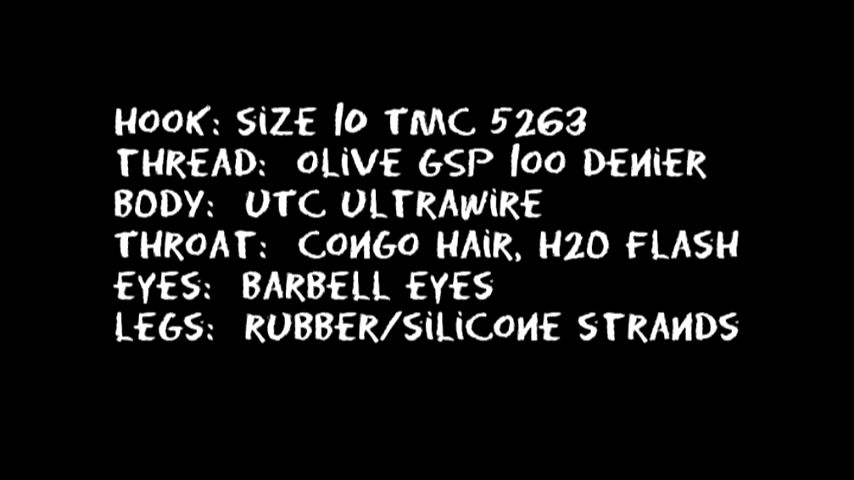 HOOK: SIZE 10 TMC 5263
THREAD: OLIVE GSP 100 DENIER
BODY: UTC ULTRAWIRE
THROAT: CONGO HAIR, H2O FLASH
EYES: BARBELL EYES
LEGS: RUBBER/SILICONE STRANDS